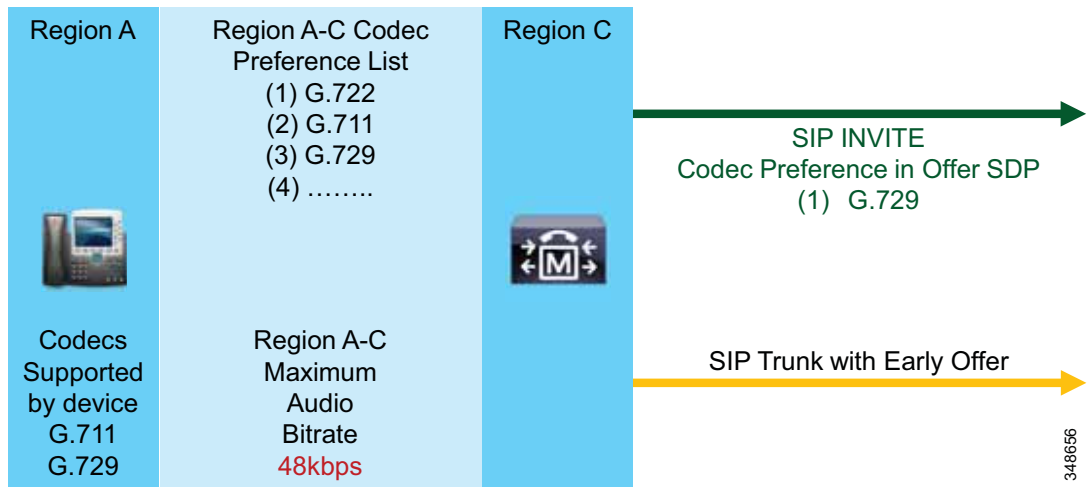 Region A
Region A-C Codec
Preference List
(1) G.722
(2) G.711
(3) G.729
(4) ……..
Region C
SIP INVITE
Codec Preference in Offer SDP
(1) G.729
M
Codecs
Supported
by device
G.711
G.729
Region A-C
Maximum
Audio
Bitrate
48kbps
SIP Trunk with Early Offer
348656